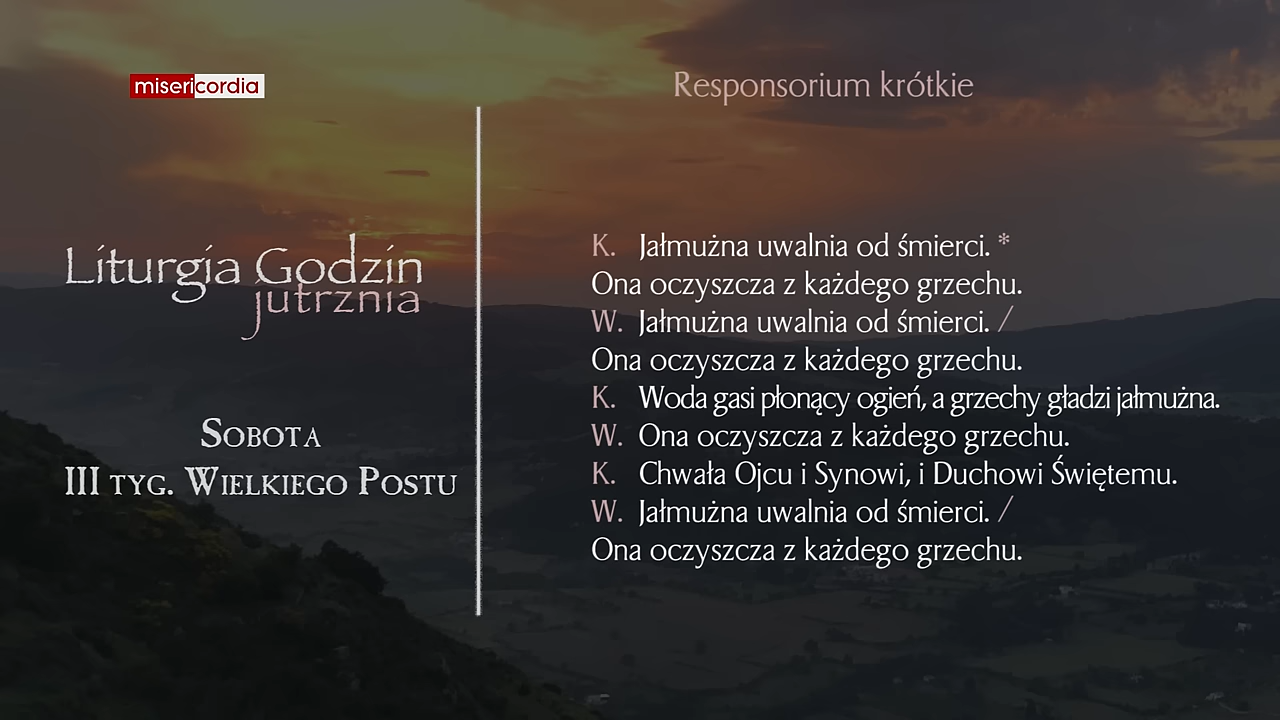 misericordia
Liturgia Godzin
jutrznia
Sobota
III tyg. Wielkiego Postu
Responsorium krótkie
K. Jałmużna uwalnia od śmierci. *
Ona oczyszcza z każdego grzechu.
W. Jałmużna uwalnia od śmierci. /
Ona oczyszcza z każdego grzechu.
K. Woda gasi płonący ogień, a grzechy gładzi jałmużna.
W. Ona oczyszcza z każdego grzechu.
K. Chwała Ojcu i Synowi, i Duchowi Świętemu.
W. Jałmużna uwalnia od śmierci. /
Ona oczyszcza z każdego grzechu.